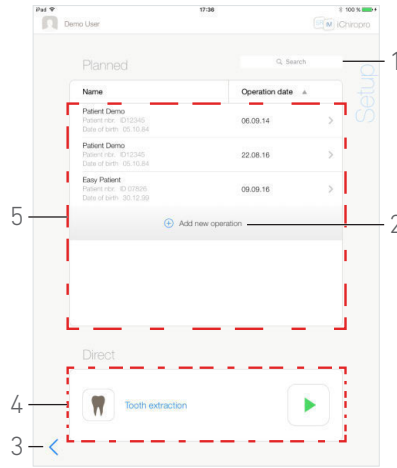 iPad 17:36 100 %
Demo User iChiropro
Planned Search 1
Setup
Name Operation date
Patient Demo
Patient nbr. ID12345 06.09.14
Date of birth 05.10.84
Patient Demo
Patient nbr. ID12345 22.08.16
Date of birth 05.10.84
Easy Patient
Patient nbr. ID 07826 09.09.16
Date of birth 30.12.99
5
Add new operation 2
Direct
4 Tooth extraction
3